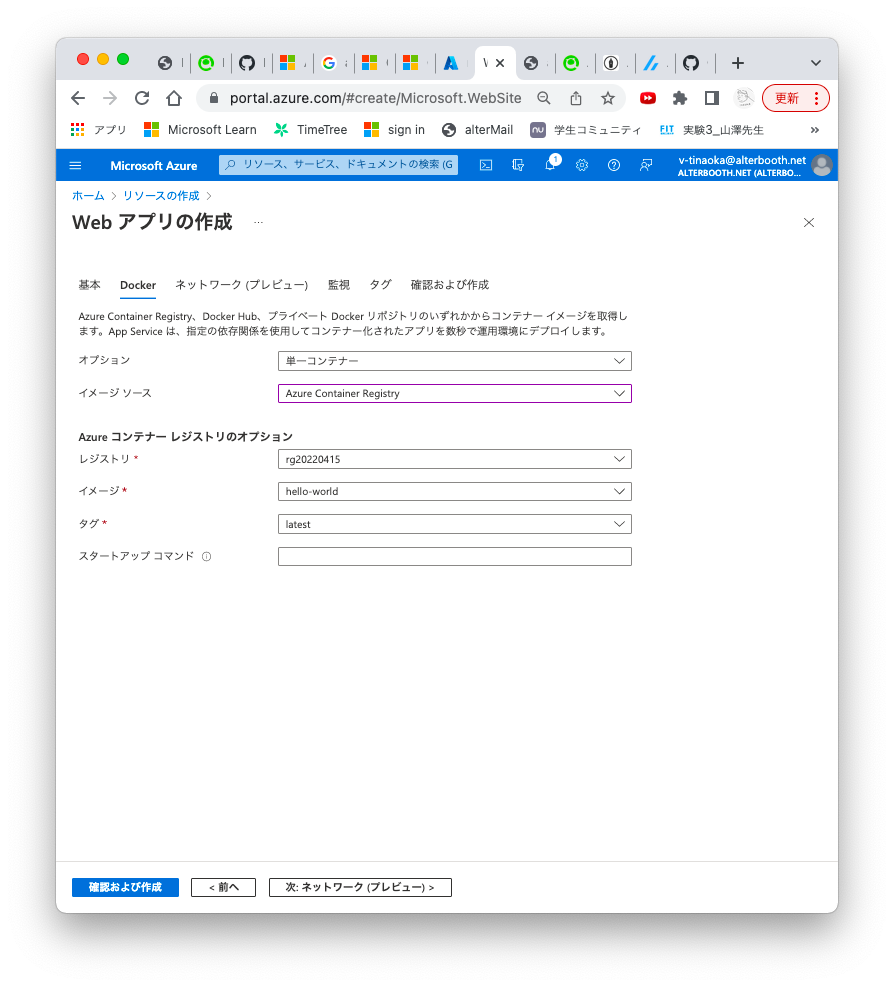 portal.azure.com/#create/Microsoft.WebSite
更新
アプリ
Microsoft Learn
TimeTree
sign in
alterMail
nu
学生コミュニティ
FIT
実験3_山澤先生
»
Microsoft Azure
リソース、サービス、ドキュメントの検索 (G
1
v-tinaoka@alterbooth.net
ALTERBOOTH.NET (ALTERBO...
ホーム > リソースの作成 >
Web アプリの作成 ...
基本 Docker ネットワーク (プレビュー) 監視 タグ 確認および作成
Azure Container Registry、Docker Hub、プライベート Docker リポジトリのいずれかからコンテナー イメージを取得し
ます。App Service は、指定の依存関係を使用してコンテナー化されたアプリを数秒で運用環境にデプロイします。
オプション
単一コンテナー
イメージ ソース
Azure Container Registry
Azure コンテナー レジストリのオプション
レジストリ *
rg20220415
イメージ *
hello-world
タグ *
latest
スタートアップ コマンド
確認および作成
< 前へ
次: ネットワーク (プレビュー) >